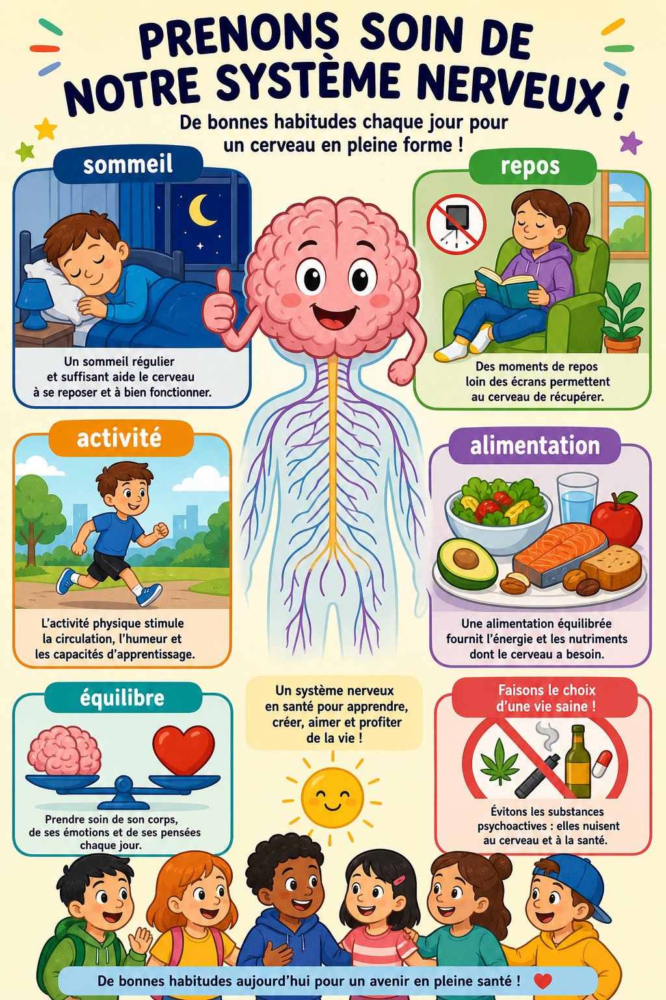 PRENONS SOIN DE
NOTRE SYSTÈME NERVEUX !
De bonnes habitudes chaque jour pour
un cerveau en pleine forme !
sommeil
Un sommeil régulier
et suffisant aide le cerveau
à se reposer et à bien fonctionner.
repos
Des moments de repos
loin des écrans permettent
au cerveau de récupérer.
activité
L'activité physique stimule
la circulation, l'humeur et
les capacités d'apprentissage.
alimentation
Une alimentation équilibrée
fournit l'énergie et les nutriments
dont le cerveau a besoin.
équilibre
Prendre soin de son corps,
de ses émotions et de ses pensées
chaque jour.
Un système nerveux
en santé pour apprendre,
créer, aimer et profiter
de la vie !
Faisons le choix
d'une vie saine !
Évitons les substances
psychoactives : elles nuisent
au cerveau et à la santé.
De bonnes habitudes aujourd'hui pour un avenir en pleine santé !